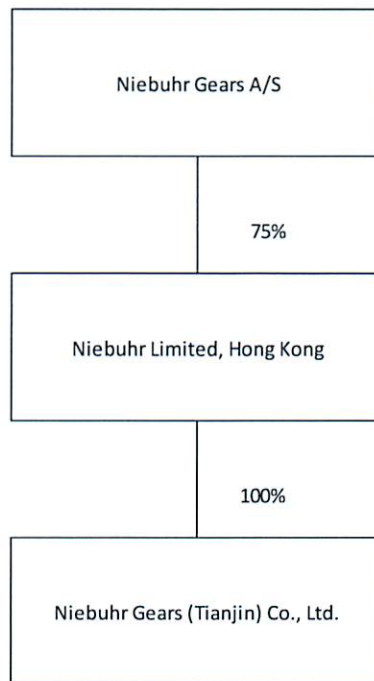 Niebuhr Gears A/S
75%
Niebuhr Limited, Hong Kong
100%
Niebuhr Gears (Tianjin) Co., Ltd.